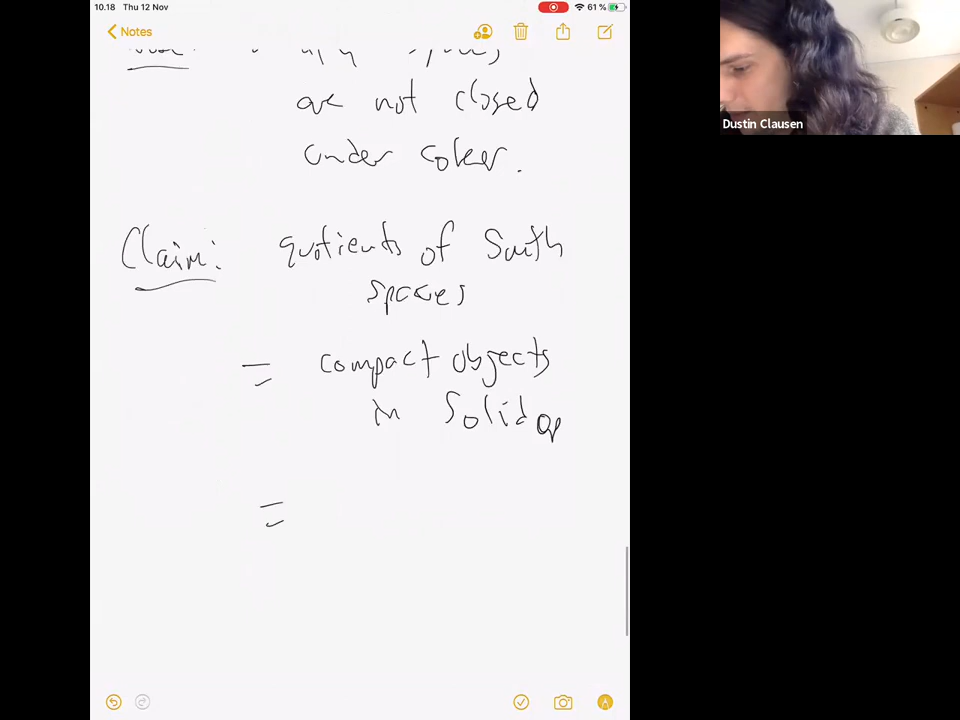 10.18 Thu 12 Nov
61%
Notes
Dustin Clausen
are not closed
under coker.
Claim: quotients of Smith
spaces
= compact objects
in Solid
=